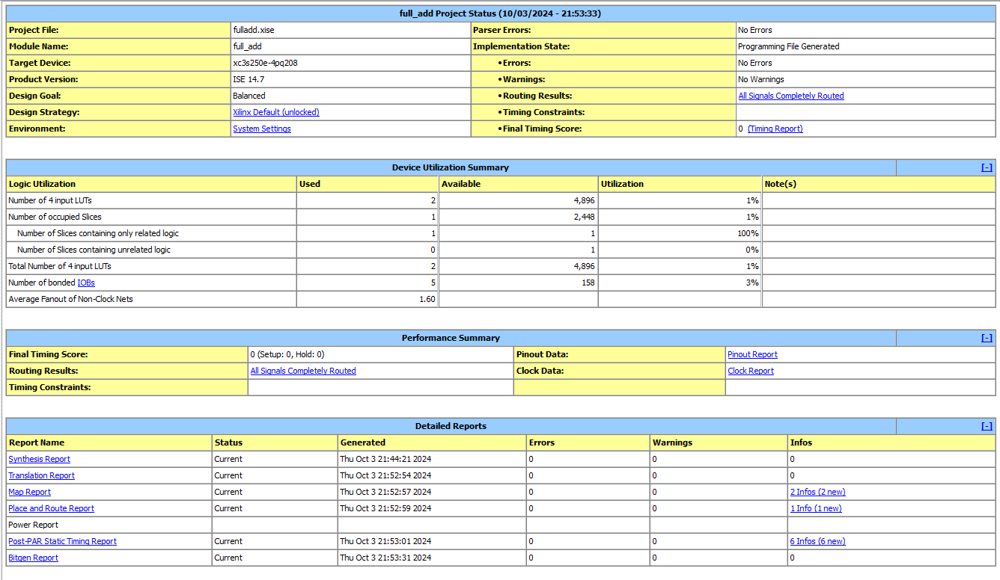 full_add Project Status (10/03/2024 - 21:53:33)
Project File: fulladd.xise Parser Errors: No Errors
Module Name: full_add Implementation State: Programming File Generated
Target Device: xc3s250e-4pq208 •Errors: No Errors
Product Version: ISE 14.7 •Warnings: No Warnings
Design Goal: Balanced •Routing Results: All Signals Completely Routed
Design Strategy: Xilinx Default (unlocked) •Timing Constraints:
Environment: System Settings •Final Timing Score: 0 (Timing Report)
Device Utilization Summary [-]
Logic Utilization Used Available Utilization Note(s)
Number of 4 input LUTs 2 4,896 1%
Number of occupied Slices 1 2,448 1%
Number of Slices containing only related logic 1 1 100%
Number of Slices containing unrelated logic 0 1 0%
Total Number of 4 input LUTs 2 4,896 1%
Number of bonded IOBs 5 158 3%
Average Fanout of Non-Clock Nets 1.60
Performance Summary [-]
Final Timing Score: 0 (Setup: 0, Hold: 0) Pinout Data: Pinout Report
Routing Results: All Signals Completely Routed Clock Data: Clock Report
Timing Constraints:
Detailed Reports [-]
Report Name Status Generated Errors Warnings Infos
Synthesis Report Current Thu Oct 3 21:44:21 2024 0 0 0
Translation Report Current Thu Oct 3 21:52:54 2024 0 0 0
Map Report Current Thu Oct 3 21:52:57 2024 0 0 2 Infos (2 new)
Place and Route Report Current Thu Oct 3 21:52:59 2024 0 0 1 Info (1 new)
Power Report
Post-PAR Static Timing Report Current Thu Oct 3 21:53:01 2024 0 0 6 Infos (6 new)
Bitgen Report Current Thu Oct 3 21:53:31 2024 0 0 0